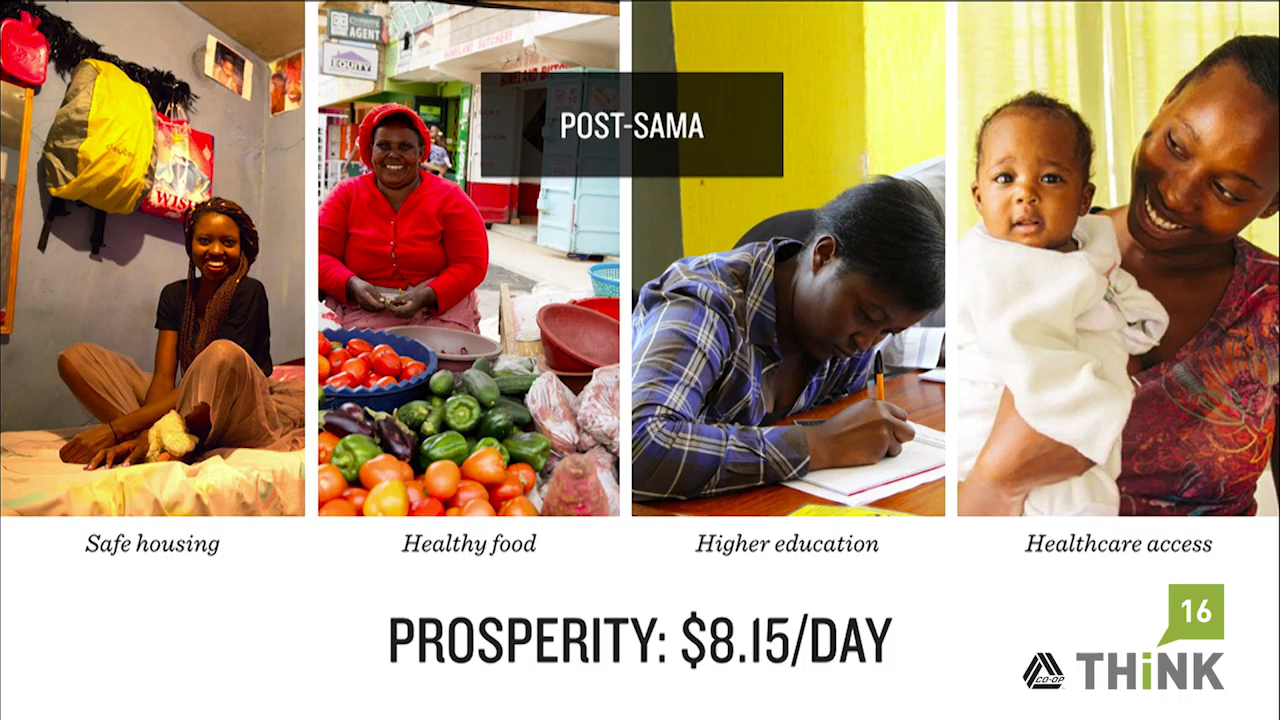 AGENT
EQUITY
POST-SAMA
Safe housing
Healthy food
Higher education
Healthcare access
PROSPERITY: $8.15/DAY
16
CO-OP
THiNK